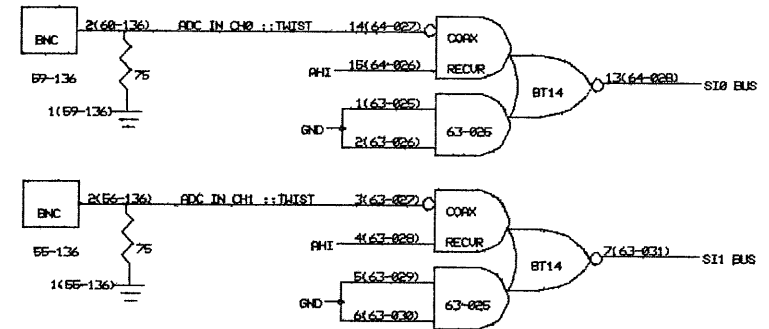 BNC
2(60-136)
ADC IN CH0 ::TWIST
14(64-027)
COAX
59-136
75
AHI
15(64-026)
RECVR
13(64-028)
SI0 BUS
BT14
1(59-136)
GND
1(63-025)
2(63-026)
63-025
BNC
2(56-136)
ADC IN CH1 ::TWIST
3(63-027)
COAX
55-136
75
AHI
4(63-028)
RECVR
7(63-031)
SI1 BUS
BT14
1(55-136)
GND
5(63-029)
6(63-030)
63-025